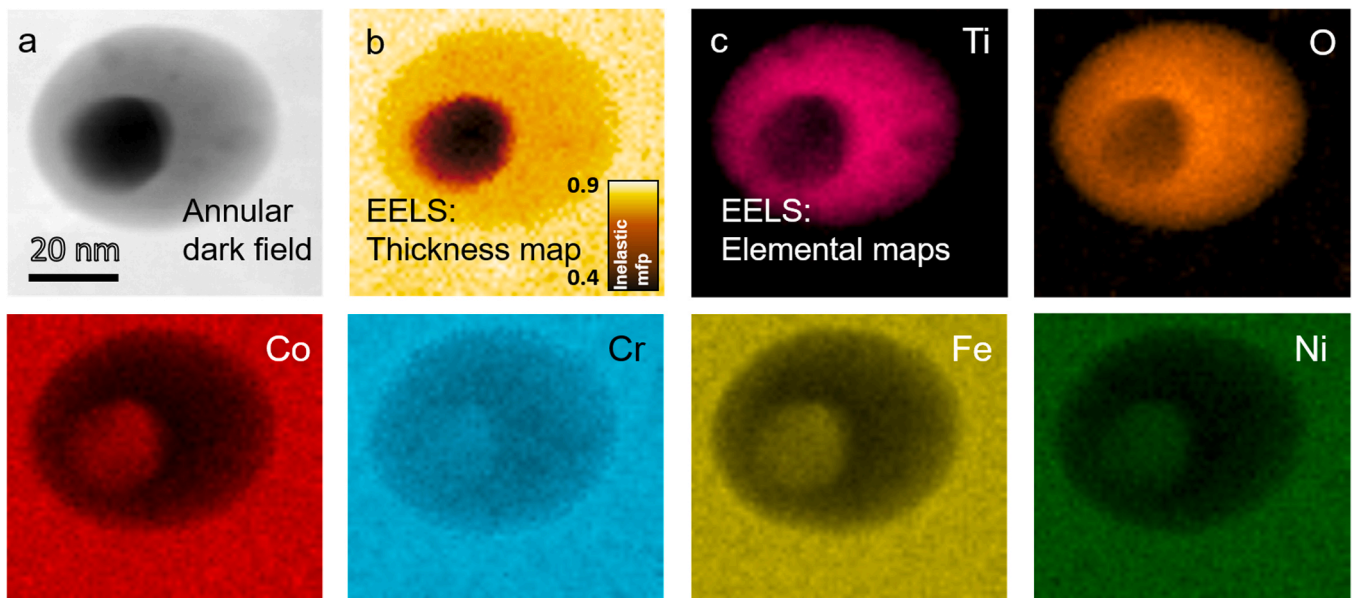 a
Annular
dark field
20 nm
b
EELS:
Thickness map
0.9
Inelastic
mfp
0.4
c
Ti
EELS:
Elemental maps
O
Co
Cr
Fe
Ni